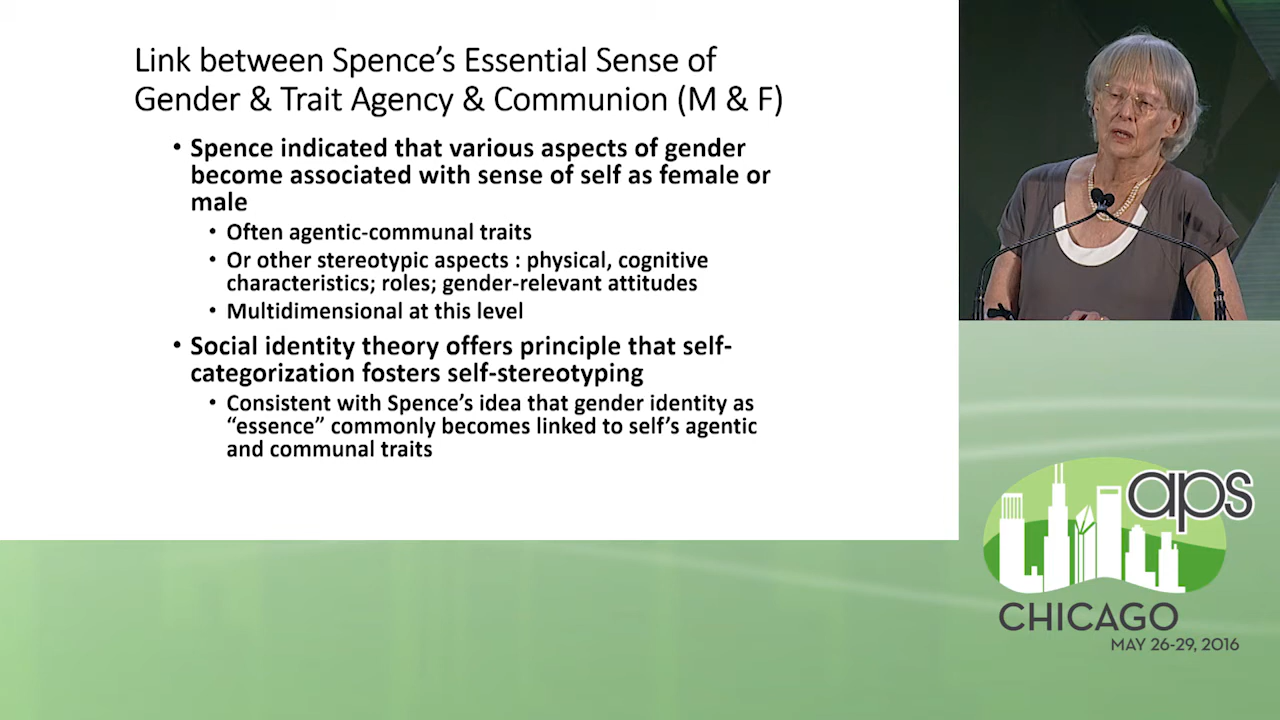 Link between Spence's Essential Sense of
Gender & Trait Agency & Communion (M & F)
• Spence indicated that various aspects of gender
become associated with sense of self as female or
male
• Often agentic-communal traits
• Or other stereotypic aspects : physical, cognitive
characteristics; roles; gender-relevant attitudes
• Multidimensional at this level
• Social identity theory offers principle that self-
categorization fosters self-stereotyping
• Consistent with Spence's idea that gender identity as
“essence” commonly becomes linked to self's agentic
and communal traits
aps
CHICAGO
MAY 26-29, 2016